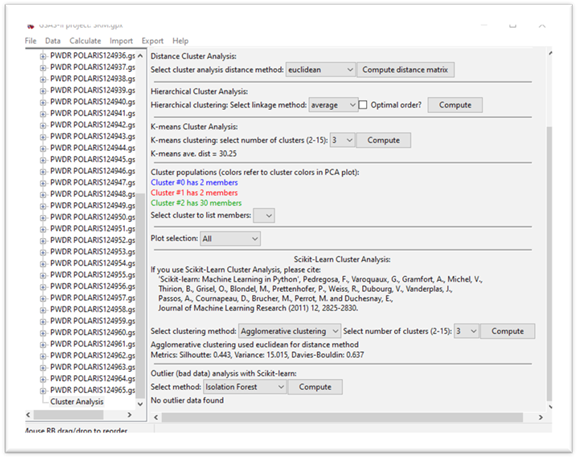 GSAS-II project: SnW.gpx
File Data Calculate Import Export Help
PWDR POLARIS124936.gs
PWDR POLARIS124937.gs
PWDR POLARIS124938.gs
PWDR POLARIS124939.gs
PWDR POLARIS124940.gs
PWDR POLARIS124941.gs
PWDR POLARIS124942.gs
PWDR POLARIS124943.gs
PWDR POLARIS124944.gs
PWDR POLARIS124945.gs
PWDR POLARIS124946.gs
PWDR POLARIS124947.gs
PWDR POLARIS124948.gs
PWDR POLARIS124949.gs
PWDR POLARIS124950.gs
PWDR POLARIS124951.gs
PWDR POLARIS124952.gs
PWDR POLARIS124953.gs
PWDR POLARIS124954.gs
PWDR POLARIS124955.gs
PWDR POLARIS124956.gs
PWDR POLARIS124957.gs
PWDR POLARIS124958.gs
PWDR POLARIS124959.gs
PWDR POLARIS124960.gs
PWDR POLARIS124961.gs
PWDR POLARIS124962.gs
PWDR POLARIS124963.gs
PWDR POLARIS124964.gs
PWDR POLARIS124965.gs
Cluster Analysis
Distance Cluster Analysis:
Select cluster analysis distance method: euclidean Compute distance matrix
Hierarchical Cluster Analysis:
Hierarchical clustering: Select linkage method: average Optimal order? Compute
K-means Cluster Analysis:
K-means clustering: select number of clusters (2-15): 3 Compute
K-means ave. dist = 30.25
Cluster populations (colors refer to cluster colors in PCA plot):
Cluster #0 has 2 members
Cluster #1 has 2 members
Cluster #2 has 30 members
Select cluster to list members:
Plot selection: All
Scikit-Learn Cluster Analysis:
If you use Scikit-Learn Cluster Analysis, please cite:
'Scikit-learn: Machine Learning in Python', Pedregosa, F., Varoquaux, G., Gramfort, A., Michel, V.,
Thirion, B., Grisel, O., Blondel, M., Prettenhofer, P., Weiss, R., Dubourg, V., Vanderplas, J.,
Passos, A., Cournapeau, D., Brucher, M., Perrot, M. and Duchesnay, E.,
Journal of Machine Learning Research (2011) 12, 2825-2830.
Select clustering method: Agglomerative clustering Select number of clusters (2-15): 3 Compute
Agglomerative clustering used euclidean for distance method
Metrics: Silhoutte: 0.443, Variance: 15.015, Davies-Bouldin: 0.637
Outlier (bad data) analysis with Scikit-learn:
Select method: Isolation Forest Compute
No outlier data found
Mouse RB drag/drop to reorder